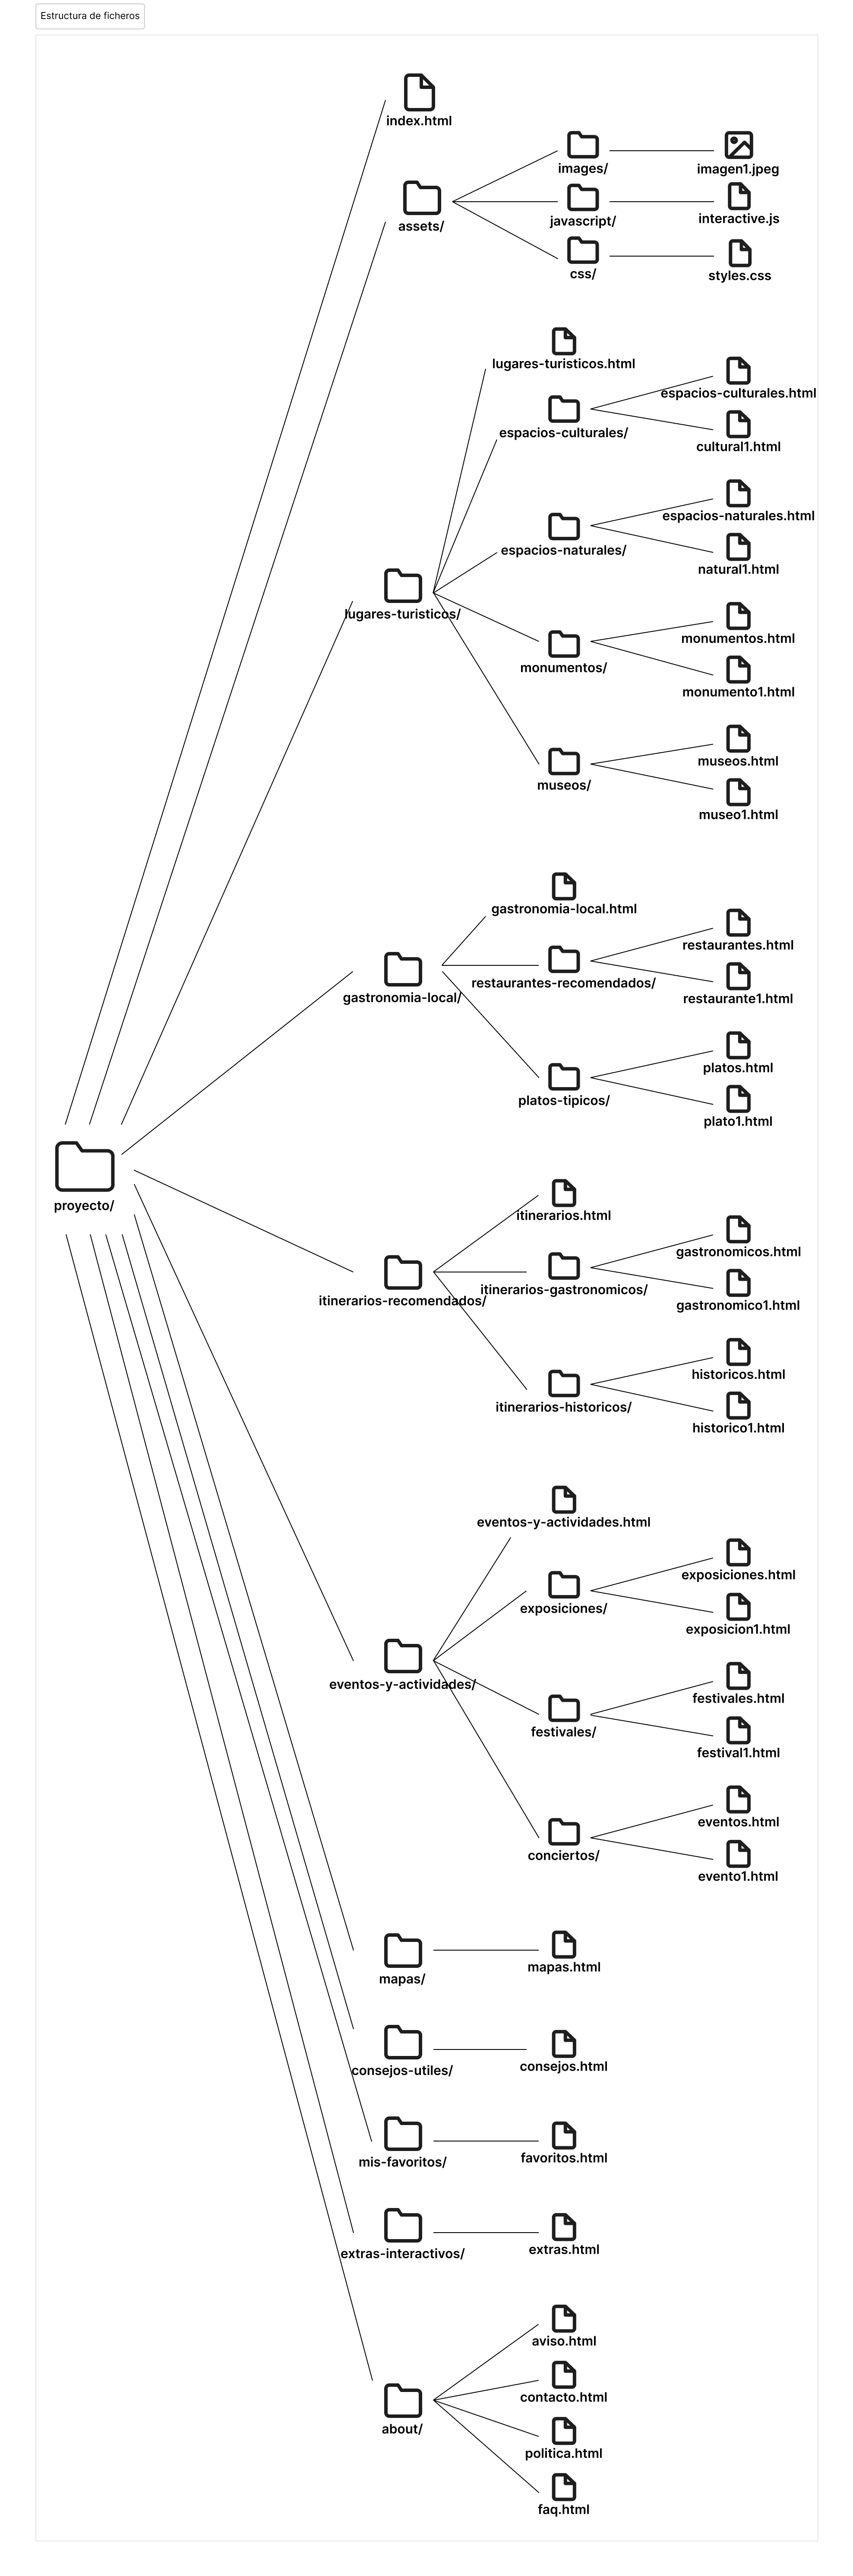 Estructura de ficheros
index.html
assets/
images/
imagen1.jpeg
javascript/
interactive.js
css/
styles.css
lugares-turisticos/
lugares-turisticos.html
espacios-culturales/
espacios-culturales.html
cultural1.html
espacios-naturales/
espacios-naturales.html
natural1.html
monumentos/
monumentos.html
monumento1.html
museos/
museos.html
museo1.html
gastronomia-local/
gastronomia-local.html
restaurantes-recomendados/
restaurantes.html
restaurante1.html
platos-tipicos/
platos.html
plato1.html
proyecto/
itinerarios-recomendados/
itinerarios.html
itinerarios-gastronomicos/
gastronomicos.html
gastronomico1.html
itinerarios-historicos/
historicos.html
historico1.html
eventos-y-actividades/
eventos-y-actividades.html
exposiciones/
exposiciones.html
exposicion1.html
festivales/
festivales.html
festival1.html
conciertos/
eventos.html
evento1.html
mapas/
mapas.html
consejos-utiles/
consejos.html
mis-favoritos/
favoritos.html
extras-interactivos/
extras.html
about/
aviso.html
contacto.html
politica.html
faq.html